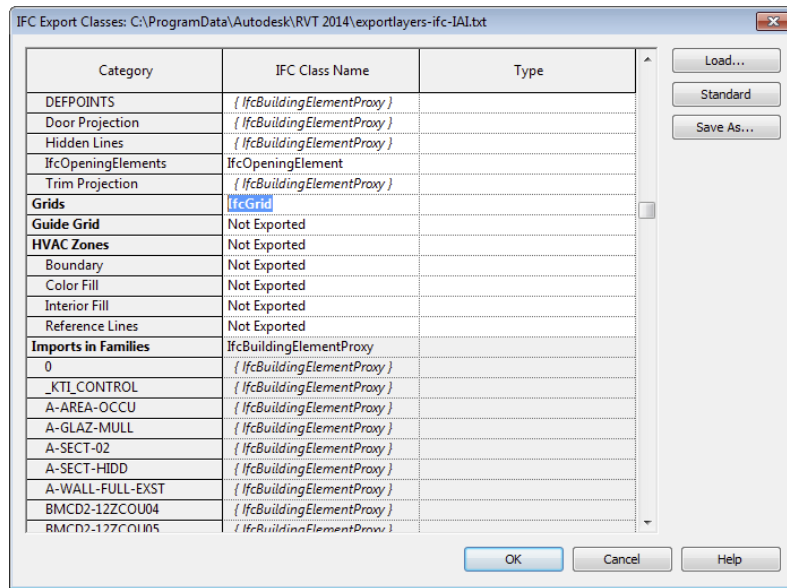 IFC Export Classes: C:\ProgramData\Autodesk\RVT 2014\exportlayers-ifc-IAI.txt
Category IFC Class Name Type
DEFPOINTS { IfcBuildingElementProxy }
Door Projection { IfcBuildingElementProxy }
Hidden Lines { IfcBuildingElementProxy }
IfcOpeningElements IfcOpeningElement
Trim Projection { IfcBuildingElementProxy }
Grids IfcGrid
Guide Grid Not Exported
HVAC Zones Not Exported
Boundary Not Exported
Color Fill Not Exported
Interior Fill Not Exported
Reference Lines Not Exported
Imports in Families IfcBuildingElementProxy
0 { IfcBuildingElementProxy }
_KTI_CONTROL { IfcBuildingElementProxy }
A-AREA-OCCU { IfcBuildingElementProxy }
A-GLAZ-MULL { IfcBuildingElementProxy }
A-SECT-02 { IfcBuildingElementProxy }
A-SECT-HIDD { IfcBuildingElementProxy }
A-WALL-FULL-EXST { IfcBuildingElementProxy }
BMCD2-12ZCOU04 { IfcBuildingElementProxy }
BMCD2-12ZCOU05 { IfcBuildingElementProxy }
Load...
Standard
Save As...
OK Cancel Help